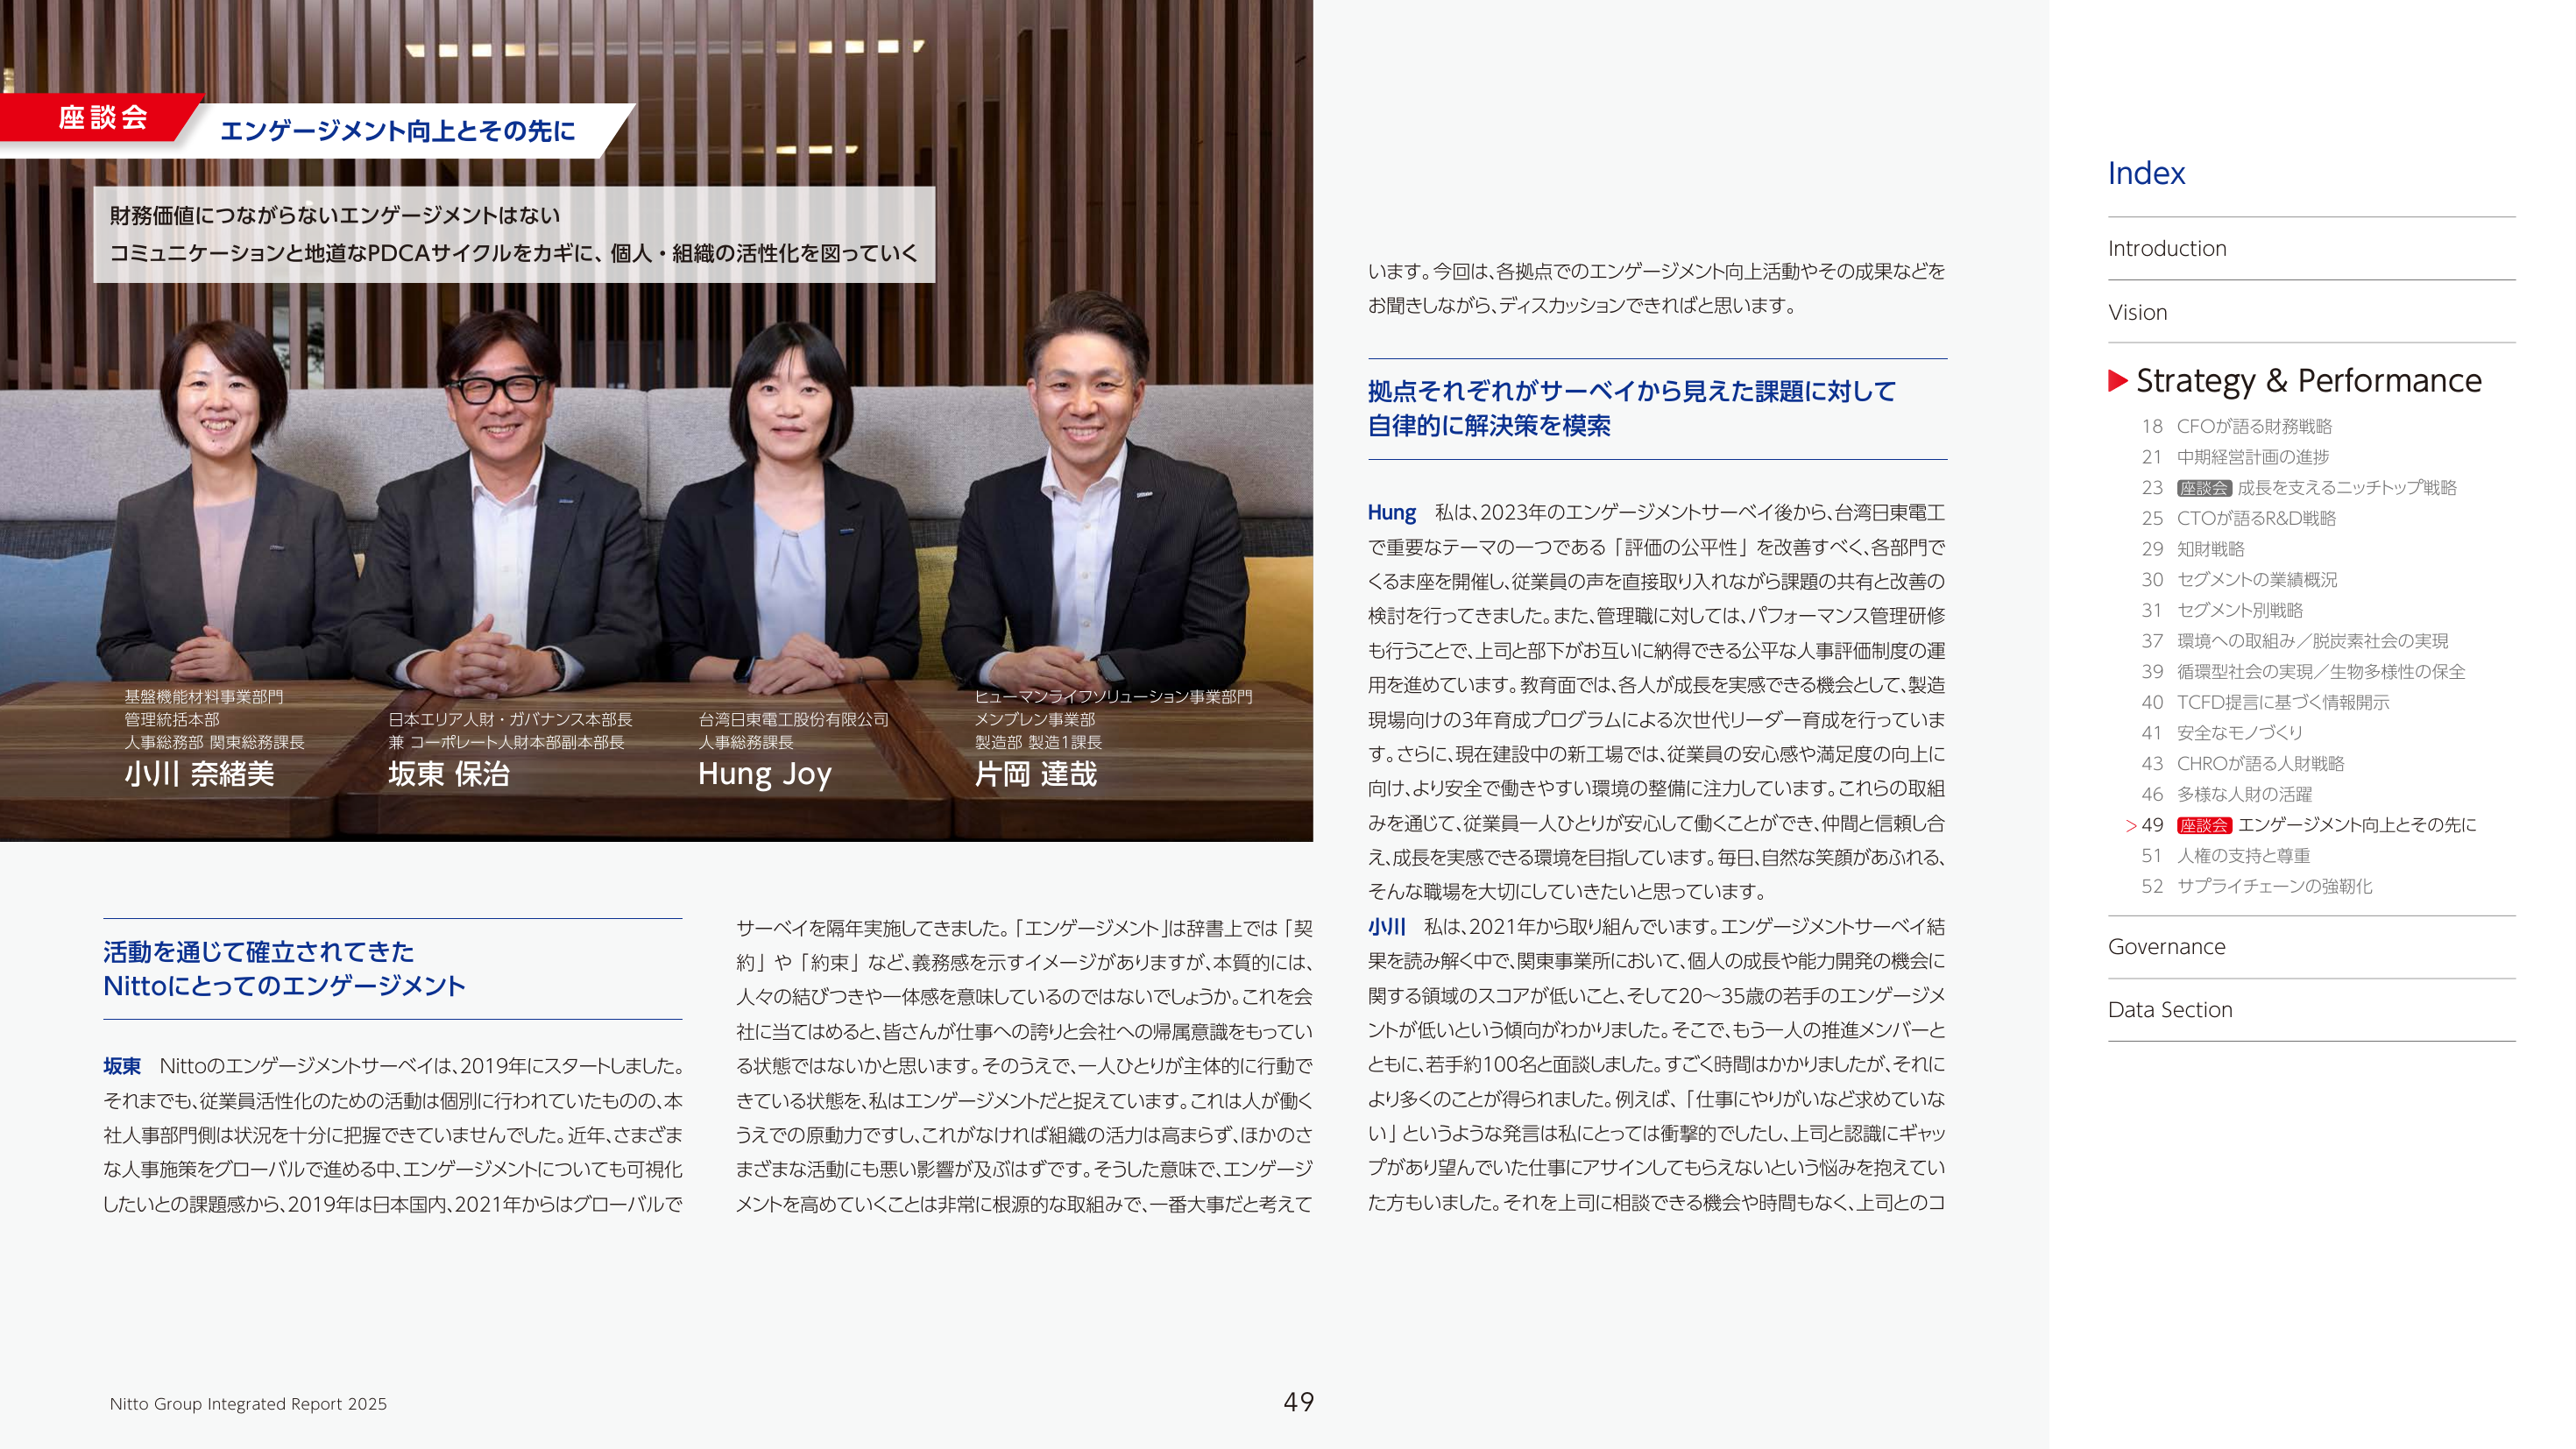 座談会
エンゲージメント向上とその先に
財務価値につながらないエンゲージメントはない
コミュニケーションと地道なPDCAサイクルをカギに、個人・組織の活性化を図っていく
基盤機能材料事業部門
管理統括本部
人事総務部 関東総務課長
小川 奈緒美
日本エリア人財・ガバナンス本部長
兼 コーポレート人財本部副本部長
坂東 保治
台湾日東電工股份有限公司
人事総務課長
Hung Joy
ヒューマンライフソリューション事業部門
メンブレン事業部
製造部 製造1課長
片岡 達哉
活動を通じて確立されてきた
Nittoにとってのエンゲージメント
坂東　Nittoのエンゲージメントサーベイは、2019年にスタートしました。
それまでも、従業員活性化のための活動は個別に行われていたものの、本
社人事部門側は状況を十分に把握できていませんでした。近年、さまざま
な人事施策をグローバルで進める中、エンゲージメントについても可視化
したいとの課題感から、2019年は日本国内、2021年からはグローバルで
サーベイを隔年実施してきました。「エンゲージメント」は辞書上では「契
約」や「約束」など、義務感を示すイメージがありますが、本質的には、
人々の結びつきや一体感を意味しているのではないでしょうか。これを会
社に当てはめると、皆さんが仕事への誇りと会社への帰属意識をもってい
る状態ではないかと思います。そのうえで、一人ひとりが主体的に行動で
きている状態を、私はエンゲージメントだと捉えています。これは人が働く
うえでの原動力ですし、これがなければ組織の活力は高まらず、ほかのさ
まざまな活動にも悪い影響が及ぶはずです。そうした意味で、エンゲージ
メントを高めていくことは非常に根源的な取組みで、一番大事だと考えて
います。今回は、各拠点でのエンゲージメント向上活動やその成果などを
お聞きしながら、ディスカッションできればと思います。
拠点それぞれがサーベイから見えた課題に対して
自律的に解決策を模索
Hung　私は、2023年のエンゲージメントサーベイ後から、台湾日東電工
で重要なテーマの一つである「評価の公平性」を改善すべく、各部門で
くるま座を開催し、従業員の声を直接取り入れながら課題の共有と改善の
検討を行ってきました。また、管理職に対しては、パフォーマンス管理研修
も行うことで、上司と部下がお互いに納得できる公平な人事評価制度の運
用を進めています。教育面では、各人が成長を実感できる機会として、製造
現場向けの3年育成プログラムによる次世代リーダー育成を行っていま
す。さらに、現在建設中の新工場では、従業員の安心感や満足度の向上に
向け、より安全で働きやすい環境の整備に注力しています。これらの取組
みを通じて、従業員一人ひとりが安心して働くことができ、仲間と信頼し合
え、成長を実感できる環境を目指しています。毎日、自然な笑顔があふれる、
そんな職場を大切にしていきたいと思っています。
小川　私は、2021年から取り組んでいます。エンゲージメントサーベイ結
果を読み解く中で、関東事業所において、個人の成長や能力開発の機会に
関する領域のスコアが低いこと、そして20～35歳の若手のエンゲージメ
ントが低いという傾向がわかりました。そこで、もう一人の推進メンバーと
ともに、若手約100名と面談しました。すごく時間はかかりましたが、それに
より多くのことが得られました。例えば、「仕事にやりがいなど求めていな
い」というような発言は私にとっては衝撃的でしたし、上司と認識にギャッ
プがあり望んでいた仕事にアサインしてもらえないという悩みを抱えてい
た方もいました。それを上司に相談できる機会や時間もなく、上司とのコ
Index
Introduction
Vision
Strategy & Performance
18 CFOが語る財務戦略
21 中期経営計画の進捗
23 座談会 成長を支えるニッチトップ戦略
25 CTOが語るR&D戦略
29 知財戦略
30 セグメントの業績概況
31 セグメント別戦略
37 環境への取組み／脱炭素社会の実現
39 循環型社会の実現／生物多様性の保全
40 TCFD提言に基づく情報開示
41 安全なモノづくり
43 CHROが語る人財戦略
46 多様な人財の活躍
> 49 座談会 エンゲージメント向上とその先に
51 人権の支持と尊重
52 サプライチェーンの強靭化
Governance
Data Section
Nitto Group Integrated Report 2025
49